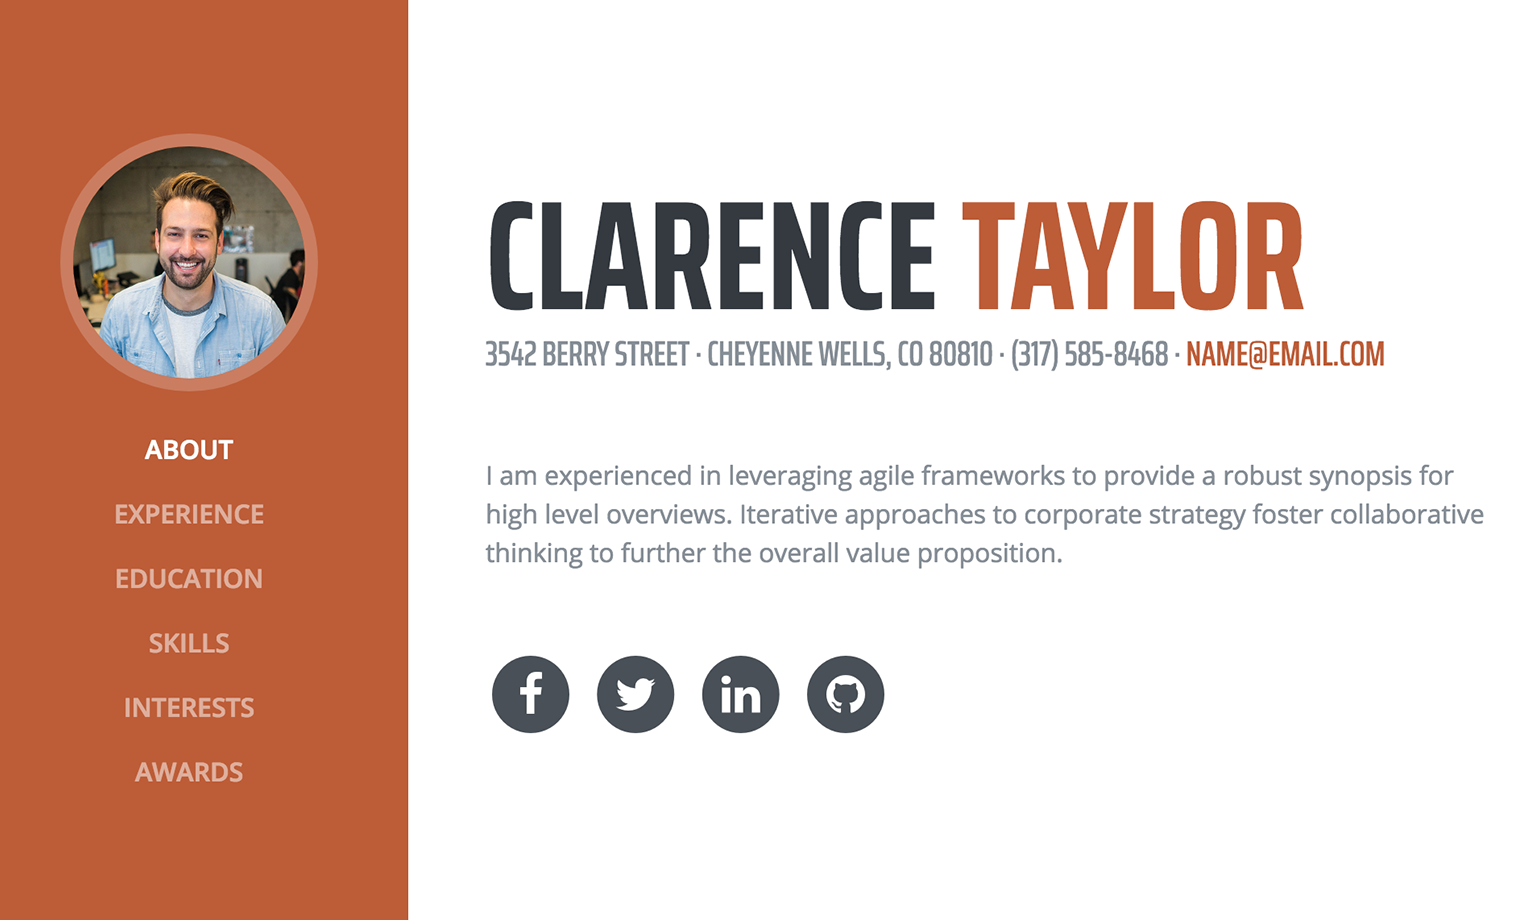 CLARENCE TAYLOR
3542 BERRY STREET · CHEYENNE WELLS, CO 80810 · (317) 585-8468 · NAME@EMAIL.COM
I am experienced in leveraging agile frameworks to provide a robust synopsis for
high level overviews. Iterative approaches to corporate strategy foster collaborative
thinking to further the overall value proposition.
f
in
ABOUT
EXPERIENCE
EDUCATION
SKILLS
INTERESTS
AWARDS